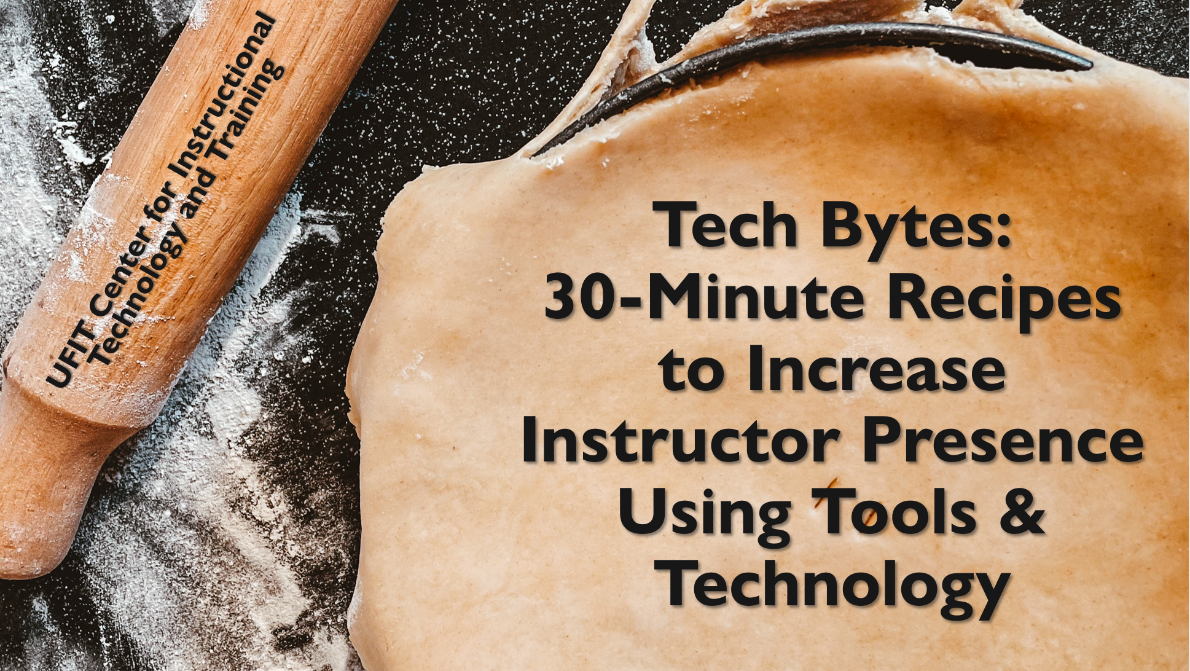 UFIT Center for Instructional
Technology and Training
Tech Bytes:
30-Minute Recipes
to Increase
Instructor Presence
Using Tools &
Technology